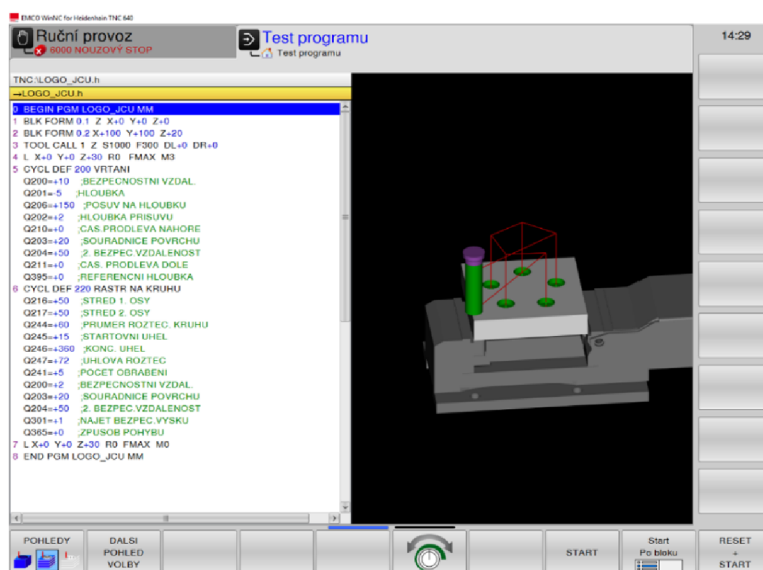 EMCO WinNC for Heidenhain TNC 640
Ruční provoz
6000 NOUZOVÝ STOP
Test programu
Test programu
14:29
TNC:\LOGO_JCU.h
→LOGO_JCU.h
0 BEGIN PGM LOGO_JCU MM
1 BLK FORM 0.1 Z X+0 Y+0 Z+0
2 BLK FORM 0.2 X+100 Y+100 Z+20
3 TOOL CALL 1 Z S1000 F300 DL+0 DR+0
4 L X+0 Y+0 Z+30 R0 FMAX M3
5 CYCL DEF 200 VRTANI
Q200=+10 ;BEZPECNOSTNI VZDAL.
Q201=-5 ;HLOUBKA
Q206=+150 ;POSUV NA HLOUBKU
Q202=+2 ;HLOUBKA PRISUVU
Q210=+0 ;CAS.PRODLEVA NAHORE
Q203=+20 ;SOURADNICE POVRCHU
Q204=+50 ;2. BEZPEC.VZDALENOST
Q211=+0 ;CAS. PRODLEVA DOLE
Q395=+0 ;REFERENCNI HLOUBKA
6 CYCL DEF 220 RASTR NA KRUHU
Q216=+50 ;STRED 1. OSY
Q217=+50 ;STRED 2. OSY
Q244=+60 ;PRUMER ROZTEC. KRUHU
Q245=+15 ;STARTOVNI UHEL
Q246=+360 ;KONC. UHEL
Q247=+72 ;UHLOVA ROZTEC
Q241=+5 ;POCET OBRABENI
Q200=+2 ;BEZPECNOSTNI VZDAL.
Q203=+20 ;SOURADNICE POVRCHU
Q204=+50 ;2. BEZPEC.VZDALENOST
Q301=+1 ;NAJET BEZPEC.VYSKU
Q365=+0 ;ZPUSOB POHYBU
7 L X+0 Y+0 Z+30 R0 FMAX M0
8 END PGM LOGO_JCU MM
POHLEDY
DALSI
POHLED
VOLBY
START
Start
Po bloku
RESET
+
START